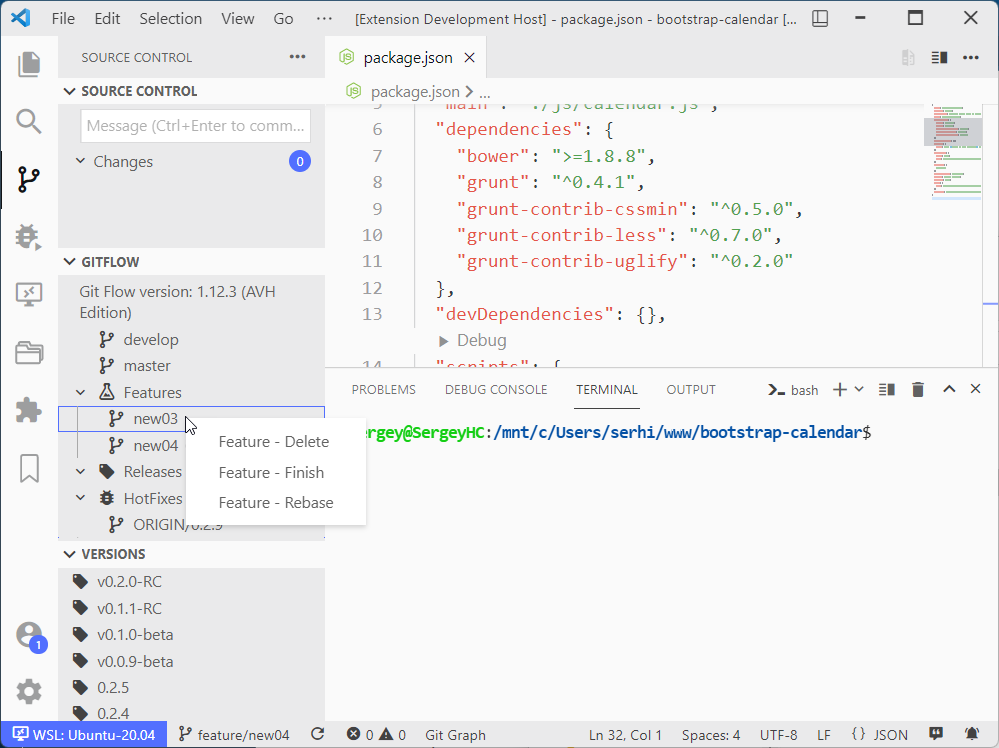 File Edit Selection View Go ··· [Extension Development Host] - package.json - bootstrap-calendar [...
SOURCE CONTROL
SOURCE CONTROL
Message (Ctrl+Enter to comm...
Changes 0
GITFLOW
Git Flow version: 1.12.3 (AVH
Edition)
develop
master
Features
new03
new04
Releases
HotFixes
ORIGIN/0.2.9
Feature - Delete
Feature - Finish
Feature - Rebase
VERSIONS
v0.2.0-RC
v0.1.1-RC
v0.1.0-beta
v0.0.9-beta
0.2.5
0.2.4
1
package.json
package.json > ...
5 "main": "./js/calendar.js",
6 "dependencies": {
7 "bower": ">=1.8.8",
8 "grunt": "^0.4.1",
9 "grunt-contrib-cssmin": "^0.5.0",
10 "grunt-contrib-less": "^0.7.0",
11 "grunt-contrib-uglify": "^0.2.0"
12 },
13 "devDependencies": {},
Debug
14 "scripts": {
PROBLEMS DEBUG CONSOLE TERMINAL OUTPUT bash
ergey@SergeyHC:/mnt/c/Users/serhi/www/bootstrap-calendar$
WSL: Ubuntu-20.04 feature/new04 0 0 Git Graph Ln 32, Col 1 Spaces: 4 UTF-8 LF {} JSON